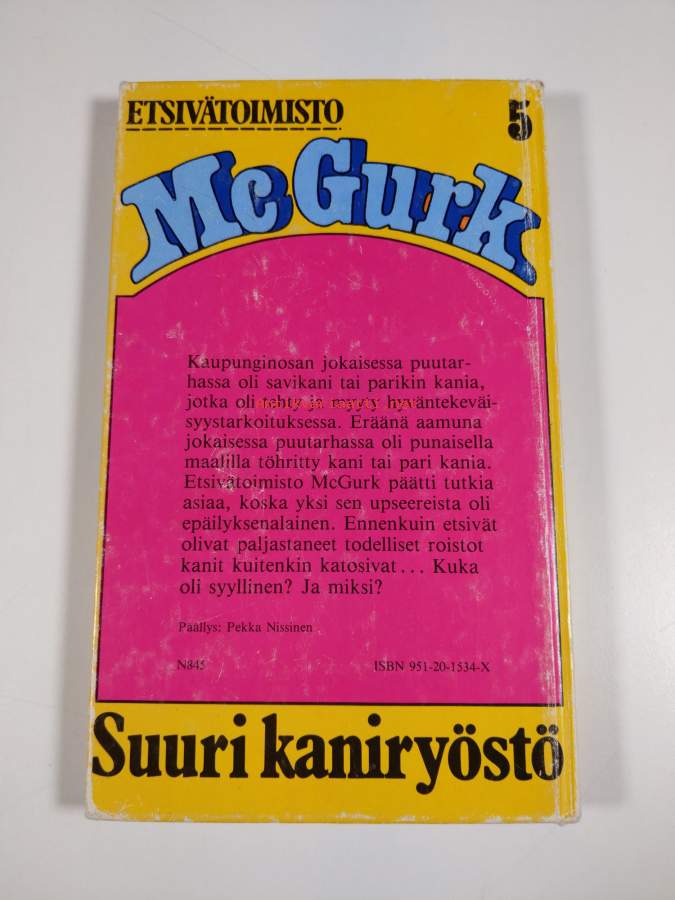 ETSIVÄTOIMISTO
5
McGurk
Kaupunginosan jokaisessa puutar-
hassa oli savikani tai parikin kania,
jotka oli tehty ja myyty hyväntekeväi-
syystarkoituksessa. Eräänä aamuna
jokaisessa puutarhassa oli punaisella
maalilla töhritty kani tai pari kania.
Etsivätoimisto McGurk päätti tutkia
asiaa, koska yksi sen upseereista oli
epäilyksenalainen. Ennenkuin etsivät
olivat paljastaneet todelliset roistot
kanit kuitenkin katosivat... Kuka
oli syyllinen? Ja miksi?
Päällys: Pekka Nissinen
N845
ISBN 951-20-1534-X
Suuri kaniryöstö